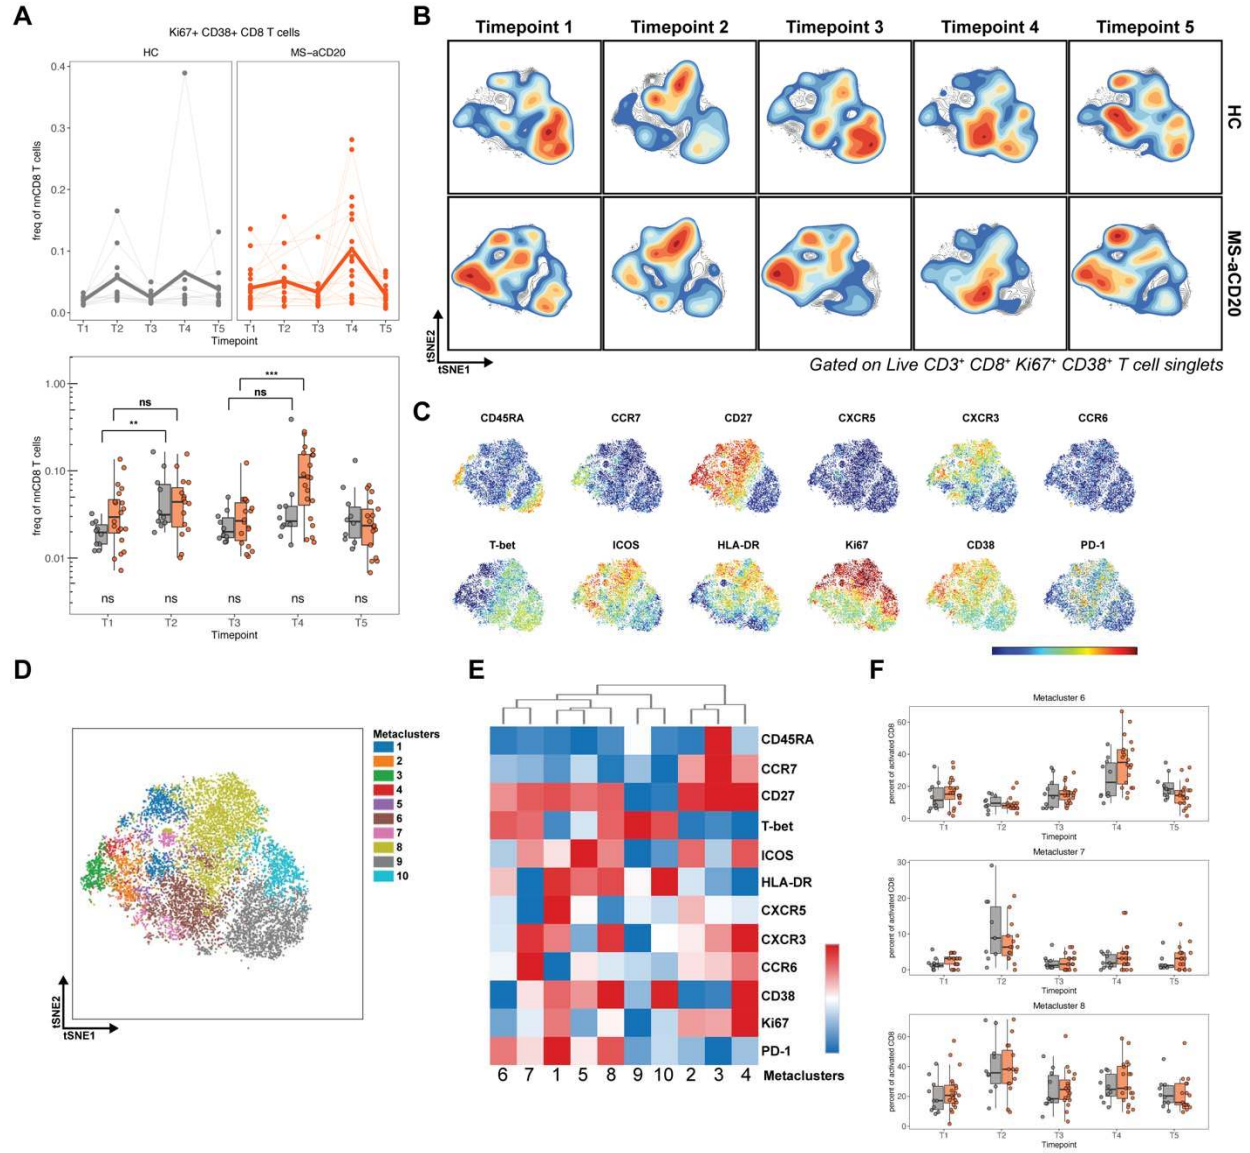 A
Ki67+ CD38+ CD8 T cells
HC
MS−aCD20
freq of nnCD8 T cells
0.4
0.3
0.2
0.1
0.0
T1 T2 T3 T4 T5 T1 T2 T3 T4 T5
Timepoint
freq of nnCD8 T cells
1.00
0.10
0.01
ns
**
***
ns
ns ns ns ns ns
T1 T2 T3 T4 T5
Timepoint
B
Timepoint 1 Timepoint 2 Timepoint 3 Timepoint 4 Timepoint 5
HC
MS-aCD20
tSNE2
tSNE1
Gated on Live CD3+ CD8+ Ki67+ CD38+ T cell singlets
C
CD45RA CCR7 CD27 CXCR5 CXCR3 CCR6
T-bet ICOS HLA-DR Ki67 CD38 PD-1
D
Metaclusters
1
2
3
4
5
6
7
8
9
10
tSNE2
tSNE1
E
CD45RA
CCR7
CD27
T-bet
ICOS
HLA-DR
CXCR5
CXCR3
CCR6
CD38
Ki67
PD-1
6 7 1 5 8 9 10 2 3 4 Metaclusters
F
Metacluster 6
percent of activated CD8
60
40
20
0
T1 T2 T3 T4 T5
Timepoint
Metacluster 7
percent of activated CD8
30
20
10
0
T1 T2 T3 T4 T5
Timepoint
Metacluster 8
percent of activated CD8
60
40
20
0
T1 T2 T3 T4 T5
Timepoint